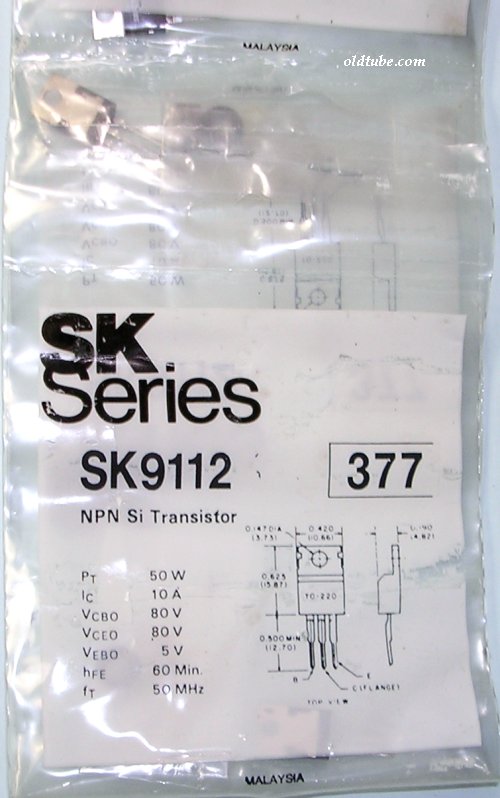 MALAYSIA
oldtube.com
SK
Series
SK9112
377
NPN Si Transistor
PT 50 W
IC 10 A
VCBO 80 V
VCEO 80 V
VEBO 5 V
hFE 60 Min.
fT 50 MHz
0.147 DIA.
(3.73)
0.420
(10.66)
0.190
(4.82)
0.625
(15.87)
TO-220
0.500 MIN
(12.70)
B
E
C (FLANGE)
TOP VIEW
MALAYSIA